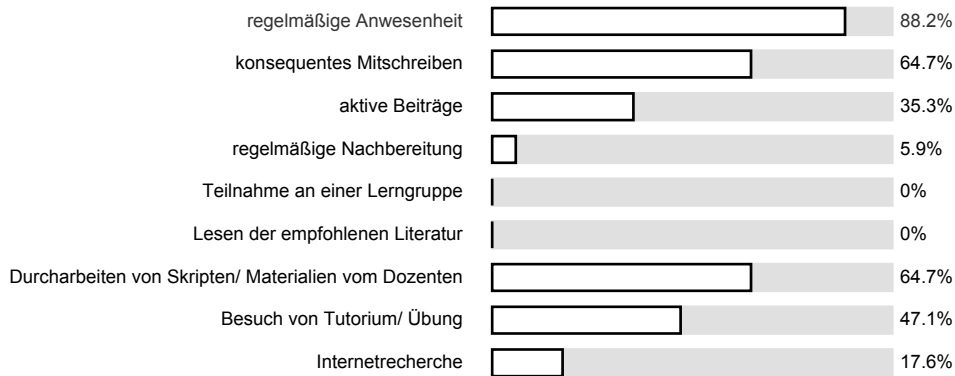 regelmäßige Anwesenheit 88.2%
konsequentes Mitschreiben 64.7%
aktive Beiträge 35.3%
regelmäßige Nachbereitung 5.9%
Teilnahme an einer Lerngruppe 0%
Lesen der empfohlenen Literatur 0%
Durcharbeiten von Skripten/ Materialien vom Dozenten 64.7%
Besuch von Tutorium/ Übung 47.1%
Internetrecherche 17.6%